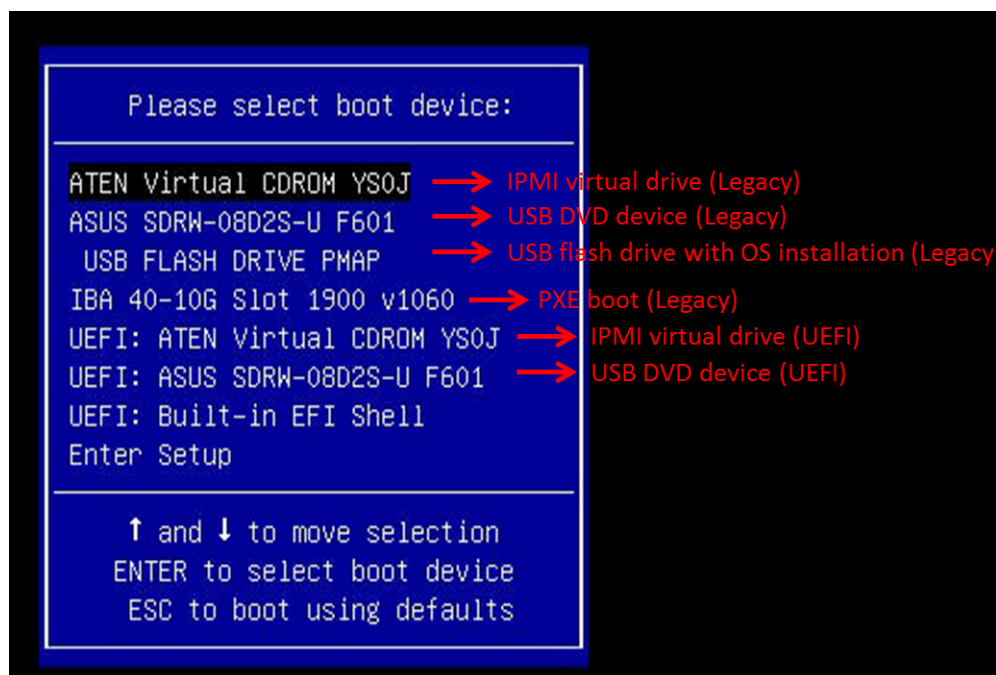 Please select boot device:
ATEN Virtual CDROM YS0J IPMI virtual drive (Legacy)
ASUS SDRW-08D2S-U F601 USB DVD device (Legacy)
USB FLASH DRIVE PMAP USB flash drive with OS installation (Legacy
IBA 40-10G Slot 1900 v1060 PXE boot (Legacy)
UEFI: ATEN Virtual CDROM YS0J IPMI virtual drive (UEFI)
UEFI: ASUS SDRW-08D2S-U F601 USB DVD device (UEFI)
UEFI: Built-in EFI Shell
Enter Setup
↑ and ↓ to move selection
ENTER to select boot device
ESC to boot using defaults